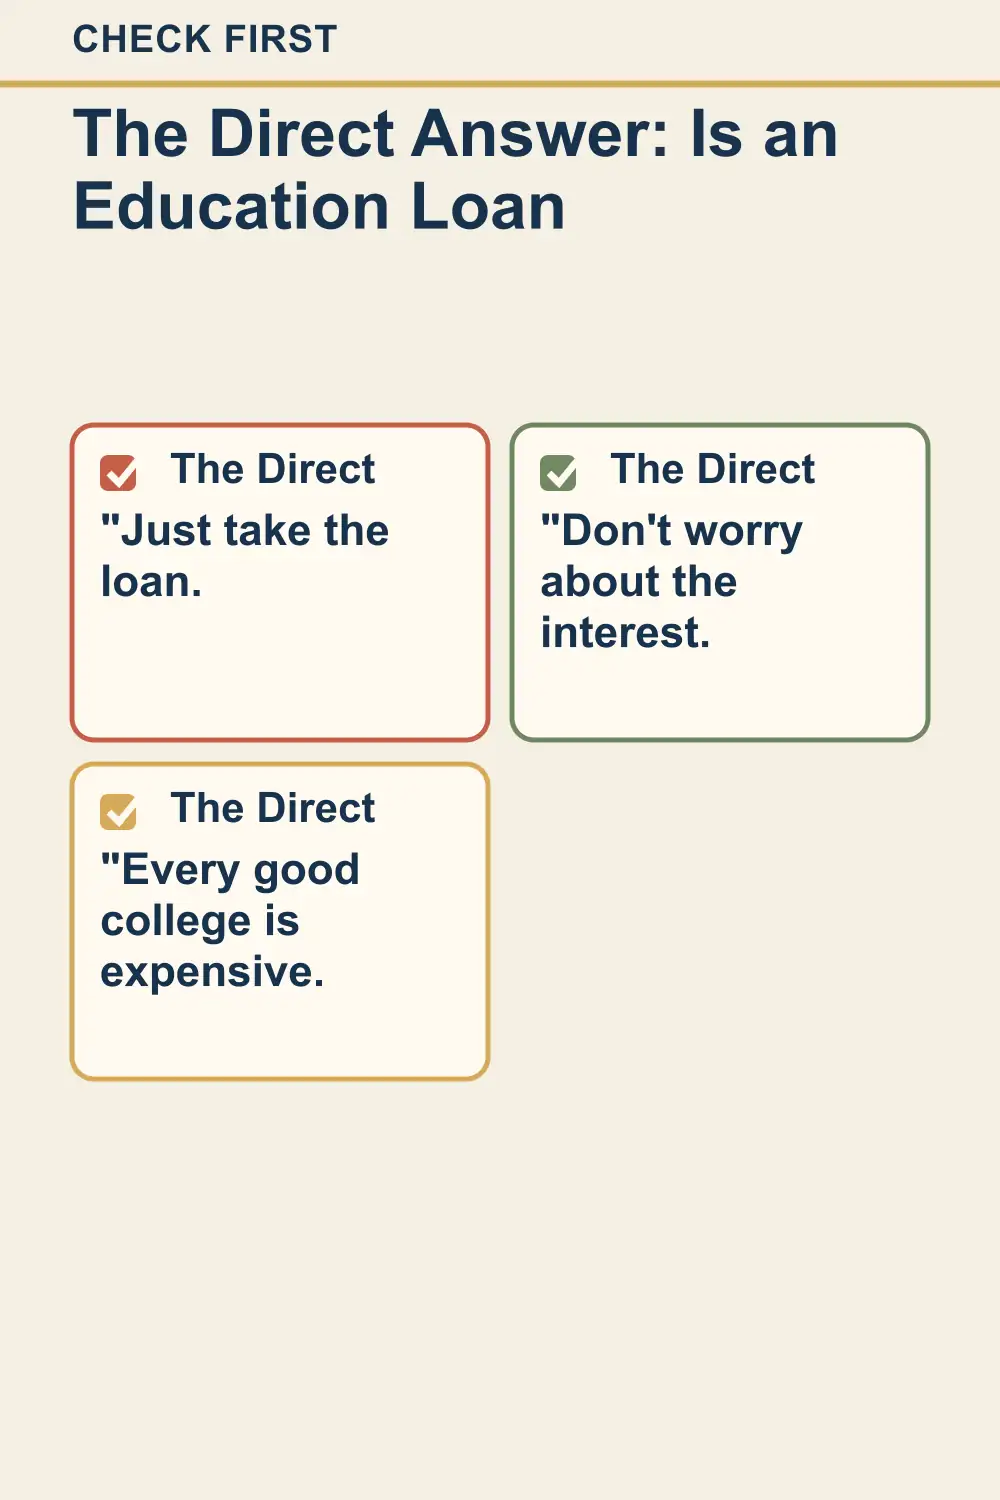 CHECK FIRST
The Direct Answer: Is an
Education Loan
The Direct
"Just take the
loan.
The Direct
"Don't worry
about the
interest.
The Direct
"Every good
college is
expensive.